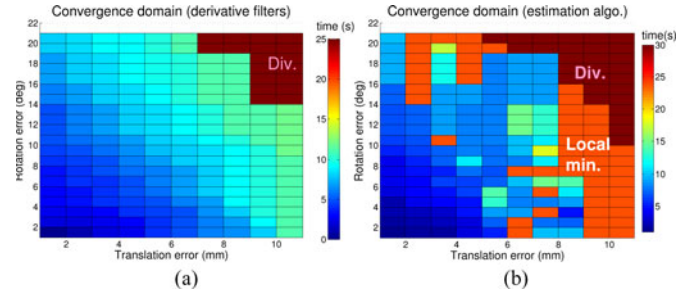 Convergence domain (derivative filters)
time (s)
22
20
18
16
14
12
10
8
6
4
2
Rotation error (deg)
Div.
25
20
15
10
5
0
2 4 6 8 10
Translation error (mm)
(a)
Convergence domain (estimation algo.)
time(s)
22
20
18
16
14
12
10
8
6
4
2
Rotation error (deg)
Div.
Local
min.
30
25
20
15
10
5
2 4 6 8 10
Translation error (mm)
(b)